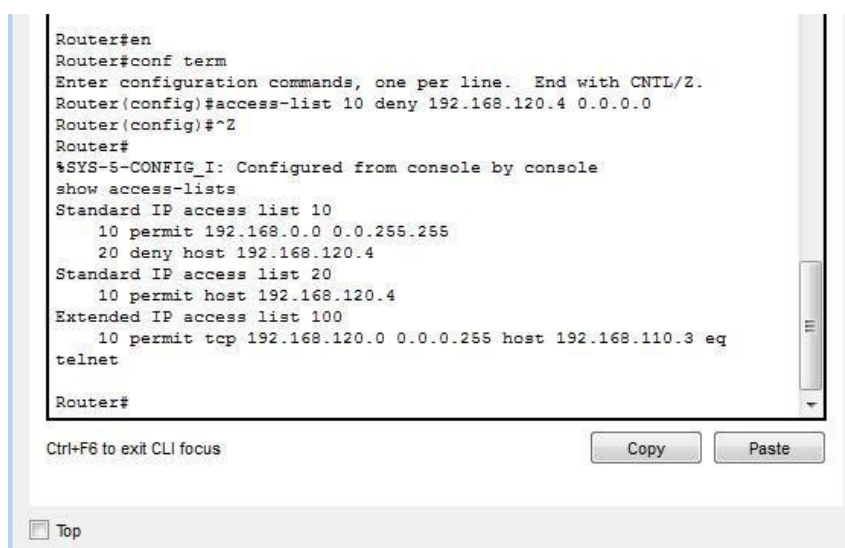 Router#en
Router#conf term
Enter configuration commands, one per line.  End with CNTL/Z.
Router(config)#access-list 10 deny 192.168.120.4 0.0.0.0
Router(config)#^Z
Router#
%SYS-5-CONFIG_I: Configured from console by console
show access-lists
Standard IP access list 10
    10 permit 192.168.0.0 0.0.255.255
    20 deny host 192.168.120.4
Standard IP access list 20
    10 permit host 192.168.120.4
Extended IP access list 100
    10 permit tcp 192.168.120.0 0.0.0.255 host 192.168.110.3 eq
telnet
Router#
Ctrl+F6 to exit CLI focus
Copy
Paste
Top